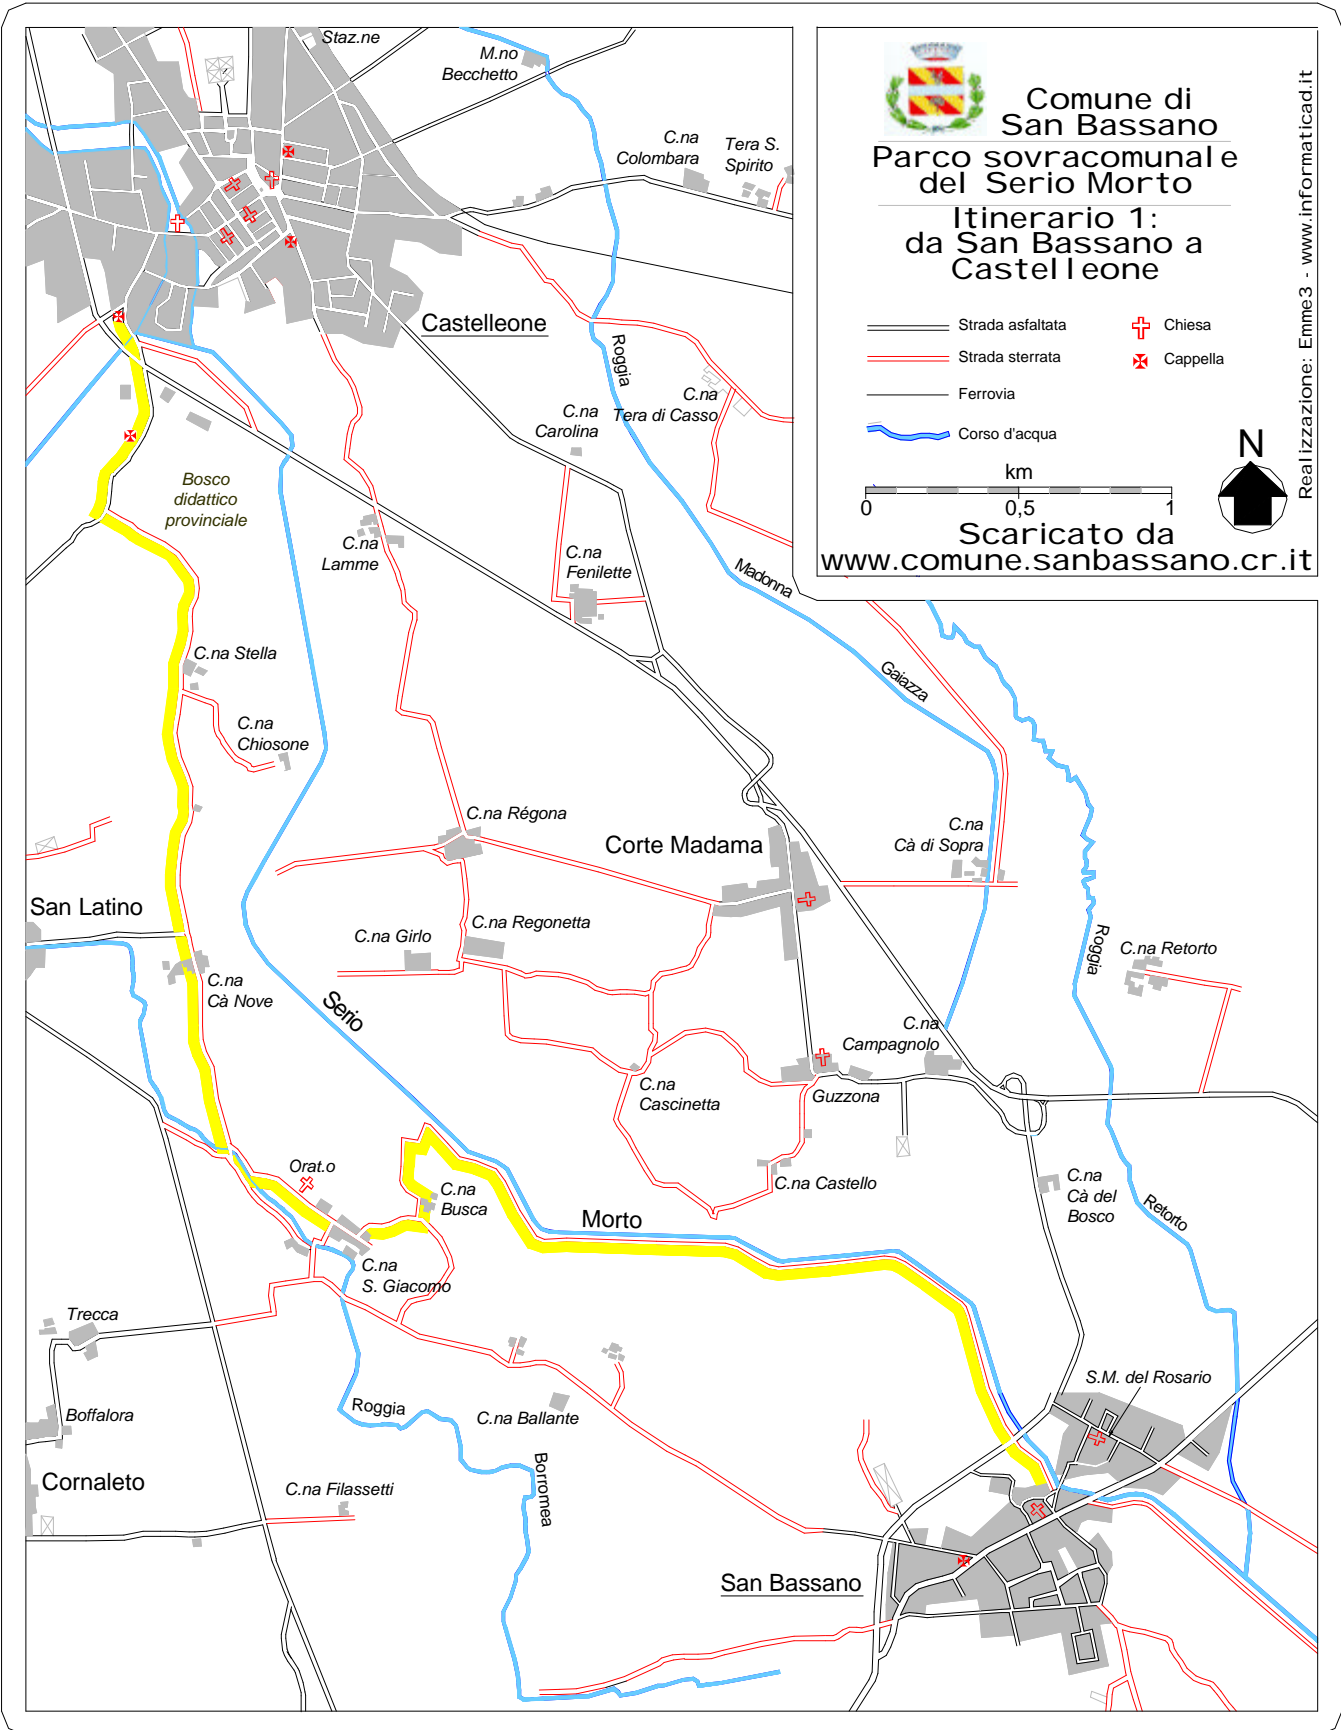 Staz.ne
M.no
Becchetto
C.na
Colombara
Tera S.
Spirito
Comune di
San Bassano
Parco sovracomunale
del Serio Morto
Itinerario 1:
da San Bassano a
Castelleone
Strada asfaltata
Chiesa
Strada sterrata
Cappella
Ferrovia
Corso d'acqua
km
0
0,5
1
N
Scaricato da
www.comune.sanbassano.cr.it
Realizzazione: Emme3 - www.informaticad.it
Castelleone
Roggia
C.na
Tera di Casso
C.na
Carolina
Bosco
didattico
provinciale
C.na
Lamme
C.na
Fenilette
Madonna
Gaiazza
C.na Stella
C.na
Chiosone
C.na Régona
Corte Madama
C.na
Cà di Sopra
San Latino
C.na Girlo
C.na Regonetta
Roggia
C.na Retorto
C.na
Cà Nove
Serio
C.na
Campagnolo
C.na
Cascinetta
Guzzona
Orat.o
C.na
Busca
C.na Castello
C.na
Cà del
Bosco
Retorto
Morto
C.na
S. Giacomo
Trecca
S.M. del Rosario
Boffalora
Roggia
C.na Ballante
Cornaleto
C.na Filassetti
Borromea
San Bassano